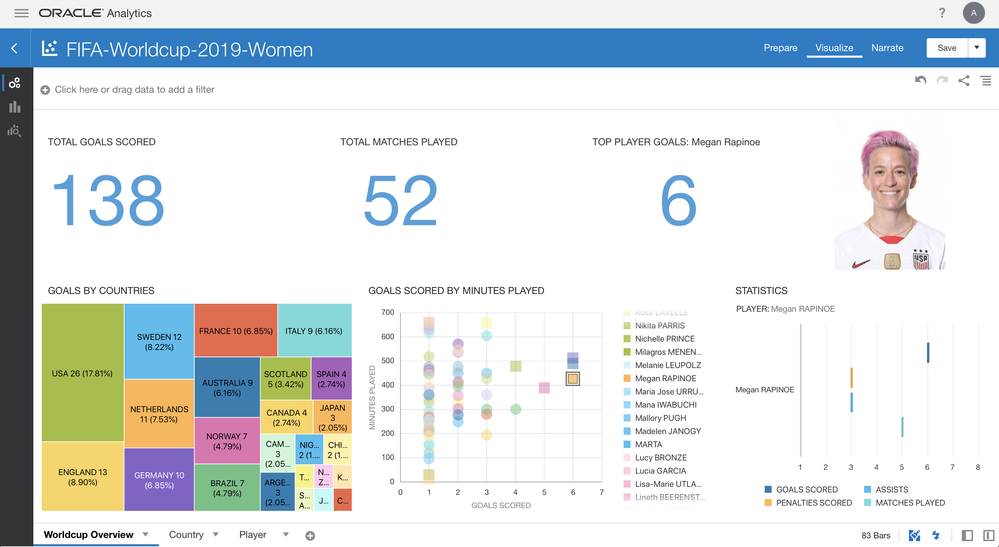 ORACLE Analytics
?
A
FIFA-Worldcup-2019-Women
Prepare
Visualize
Narrate
Save
Click here or drag data to add a filter
TOTAL GOALS SCORED
138
TOTAL MATCHES PLAYED
52
TOP PLAYER GOALS: Megan Rapinoe
6
USA
GOALS BY COUNTRIES
USA 26 (17.81%)
ENGLAND 13
(8.90%)
SWEDEN 12
(8.22%)
NETHERLANDS
11 (7.53%)
GERMANY 10
(6.85%)
FRANCE 10 (6.85%)
ITALY 9 (6.16%)
AUSTRALIA 9
(6.16%)
NORWAY 7
(4.79%)
BRAZIL 7
(4.79%)
SCOTLAND
5 (3.42%)
SPAIN 4
(2.74%)
CANADA 4
(2.74%)
JAPAN
3
(2.05%)
CAM...
3
(2.05...
ARGE...
3
(2.05...
NIG...
2 (1....
CHI...
2 (1....
T...
N...
Z...
K...
S...
A...
J...
C...
GOALS SCORED BY MINUTES PLAYED
MINUTES PLAYED
700
600
500
400
300
200
100
0
0 1 2 3 4 5 6 7
GOALS SCORED
Rose LAVELLE
Nikita PARRIS
Nichelle PRINCE
Milagros MENEN...
Melanie LEUPOLZ
Megan RAPINOE
Maria Jose URRU...
Mana IWABUCHI
Mallory PUGH
Madelen JANOGY
MARTA
Lucy BRONZE
Lucia GARCIA
Lisa-Marie UTLA...
Lineth BEERENST...
STATISTICS
PLAYER: Megan RAPINOE
Megan RAPINOE
1 2 3 4 5 6 7 8
GOALS SCORED
ASSISTS
PENALTIES SCORED
MATCHES PLAYED
Worldcup Overview
Country
Player
83 Bars